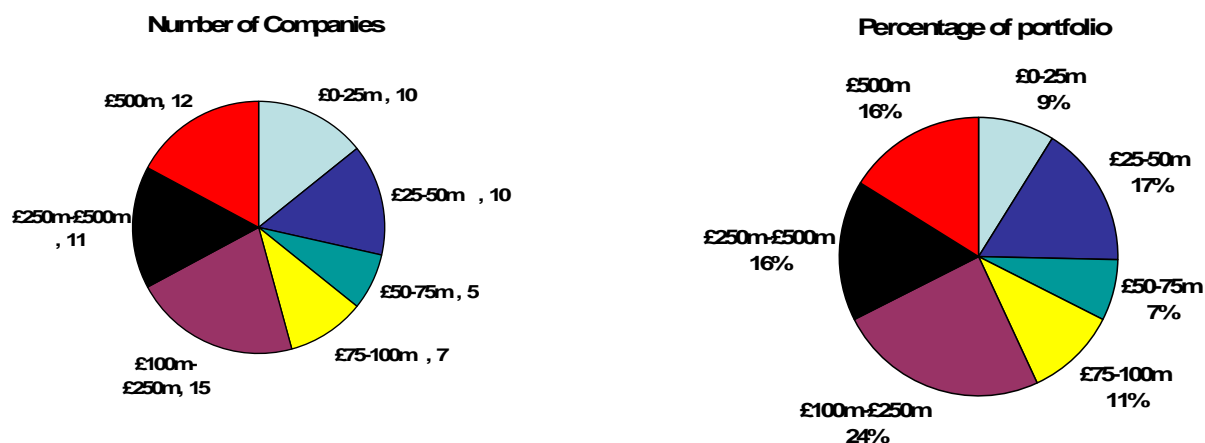 Number of Companies
£500m, 12
£0-25m , 10
£25-50m , 10
£250m-£500m
, 11
£50-75m , 5
£75-100m , 7
£100m-
£250m, 15
Percentage of portfolio
£500m
16%
£0-25m
9%
£25-50m
17%
£250m-£500m
16%
£50-75m
7%
£75-100m
11%
£100m-£250m
24%